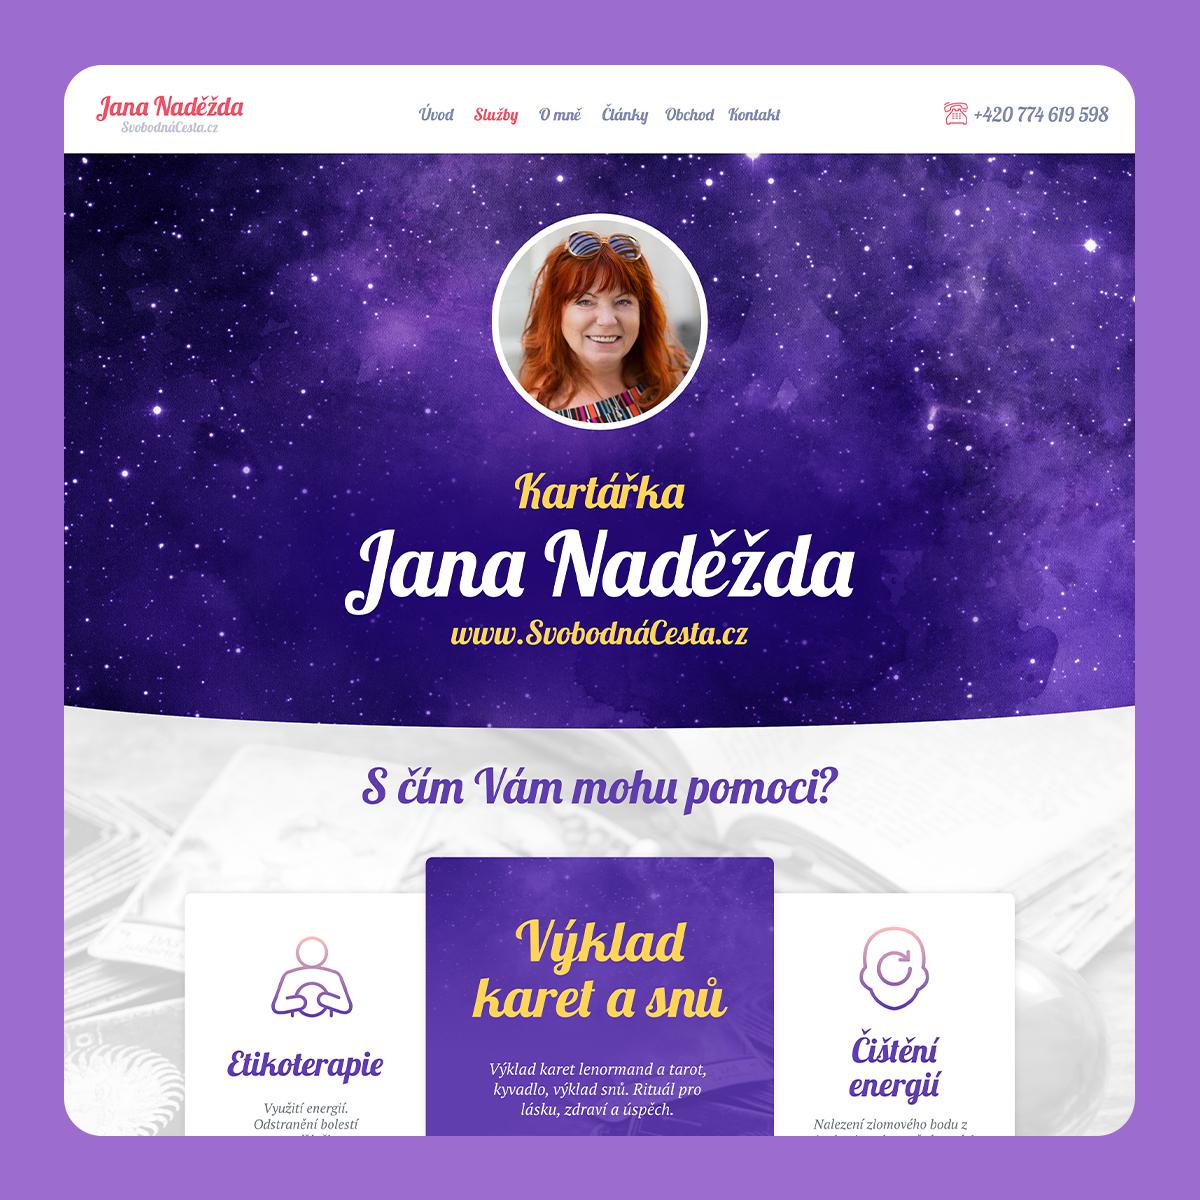 Jana Naděžda
SvobodnáCesta.cz
Úvod Služby O mně Články Obchod Kontakt
+420 774 619 598
Kartářka
Jana Naděžda
www.SvobodnáCesta.cz
S čím Vám mohu pomoci?
Etikoterapie
Využití energií.
Odstranění bolestí
Výklad
karet a snů
Výklad karet lenormand a tarot,
kyvadlo, výklad snů. Rituál pro
lásku, zdraví a úspěch.
Čištění
energií
Nalezení zlomového bodu z